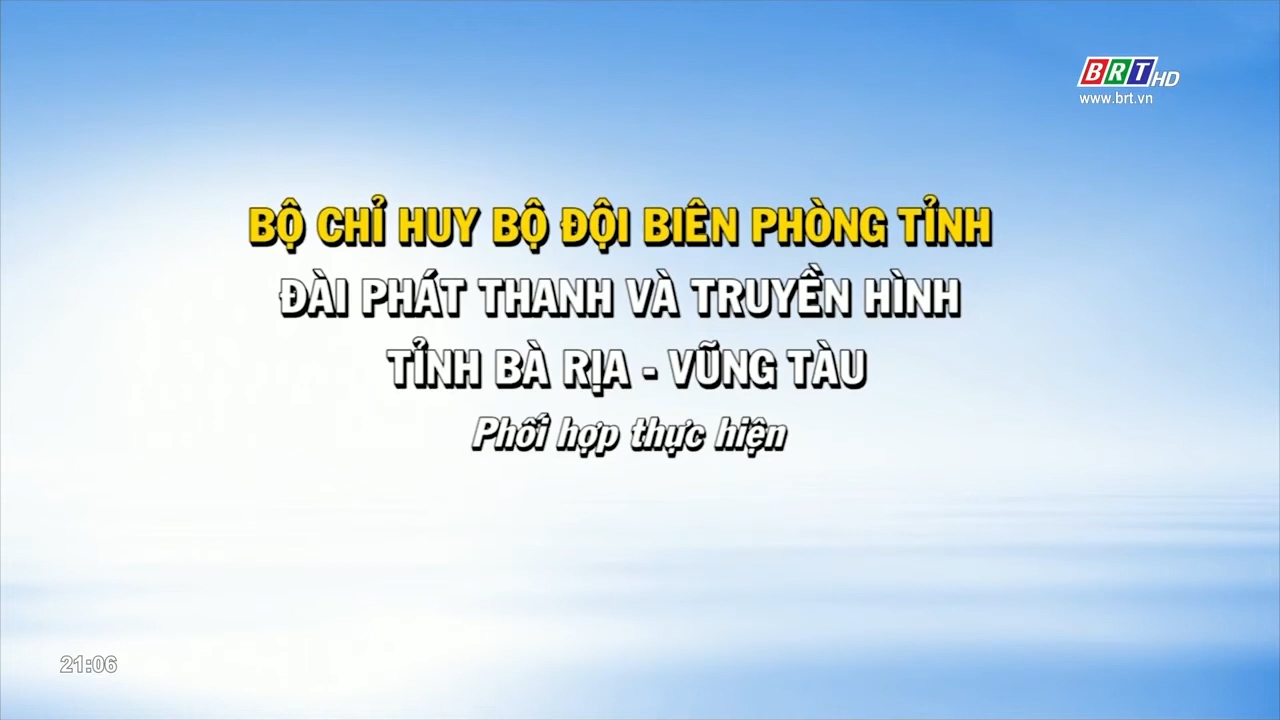 BRT HD
www.brt.vn
BỘ CHỈ HUY BỘ ĐỘI BIÊN PHÒNG TỈNH
ĐÀI PHÁT THANH VÀ TRUYỀN HÌNH
TỈNH BÀ RỊA - VŨNG TÀU
Phối hợp thực hiện
21:06